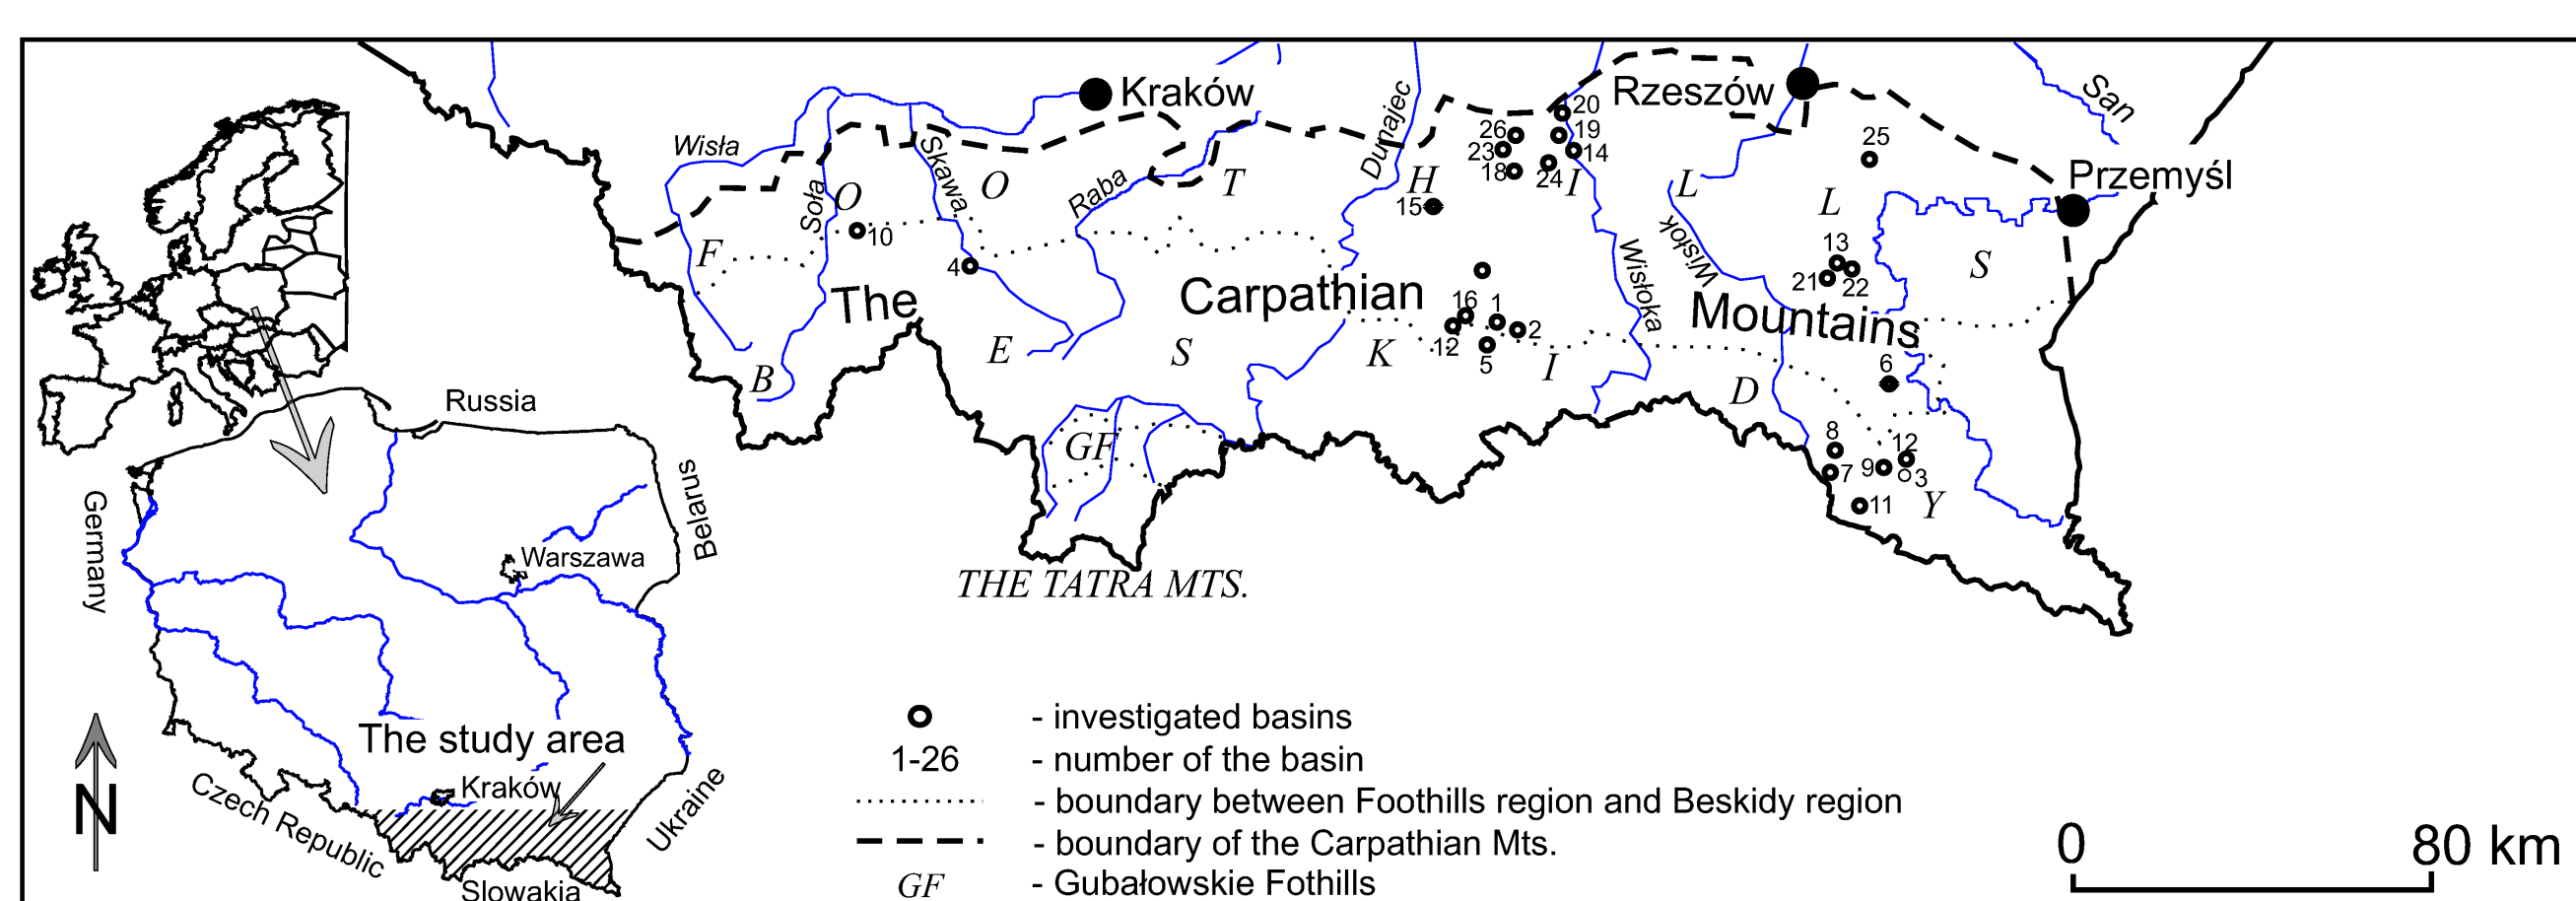 Kraków
Rzeszów
Przemyśl
San
Wisła
Soła
Skawa
Raba
Dunajec
Wisłoka
Wisłok
F O O T H I L L S
20
26
19
23
14
18
24
25
15
10
4
13
21
22
16
1
2
12
5
6
8
12
7
9
3
11
The Carpathian Mountains
B E S K I D Y
GF
THE TATRA MTS.
Russia
Belarus
Germany
Warszawa
The study area
Kraków
Czech Republic
Ukraine
Slowakia
N
- investigated basins
1-26 - number of the basin
- boundary between Foothills region and Beskidy region
- boundary of the Carpathian Mts.
GF - Gubałowskie Fothills
0 80 km